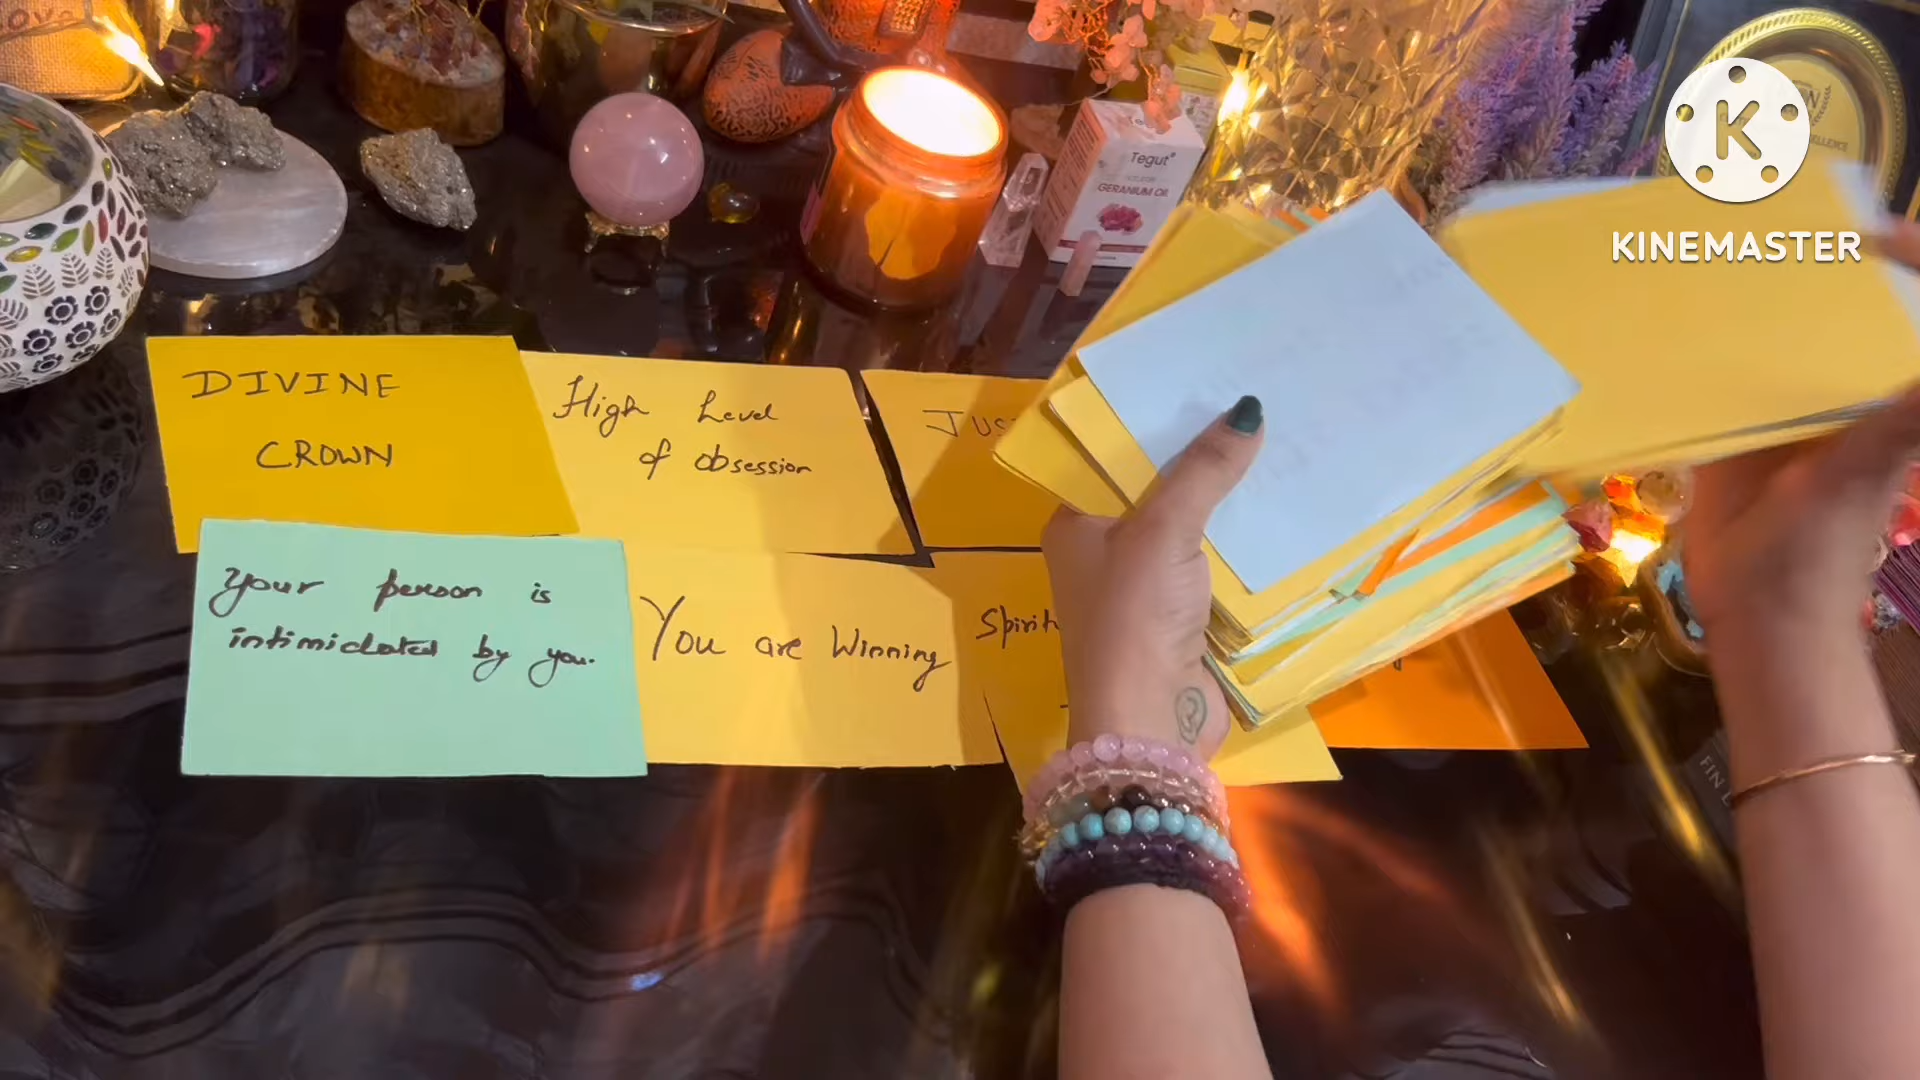 Tegut
GERANIUM OIL
KINEMASTER
DIVINE
CROWN
High Level
of obsession
Your person is
intimidated by you.
You are Winning